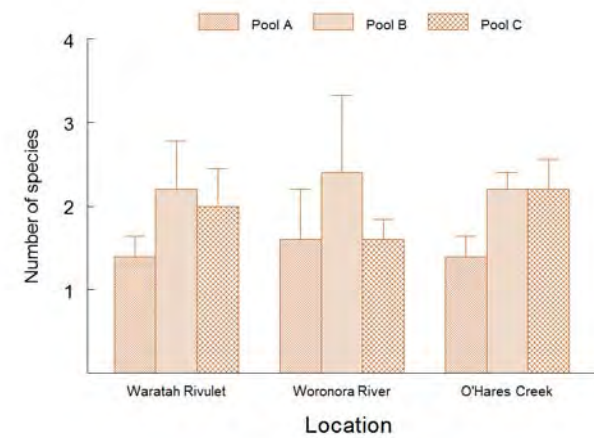 Pool A Pool B Pool C
4
3
2
1
Number of species
Waratah Rivulet Woronora River O'Hares Creek
Location